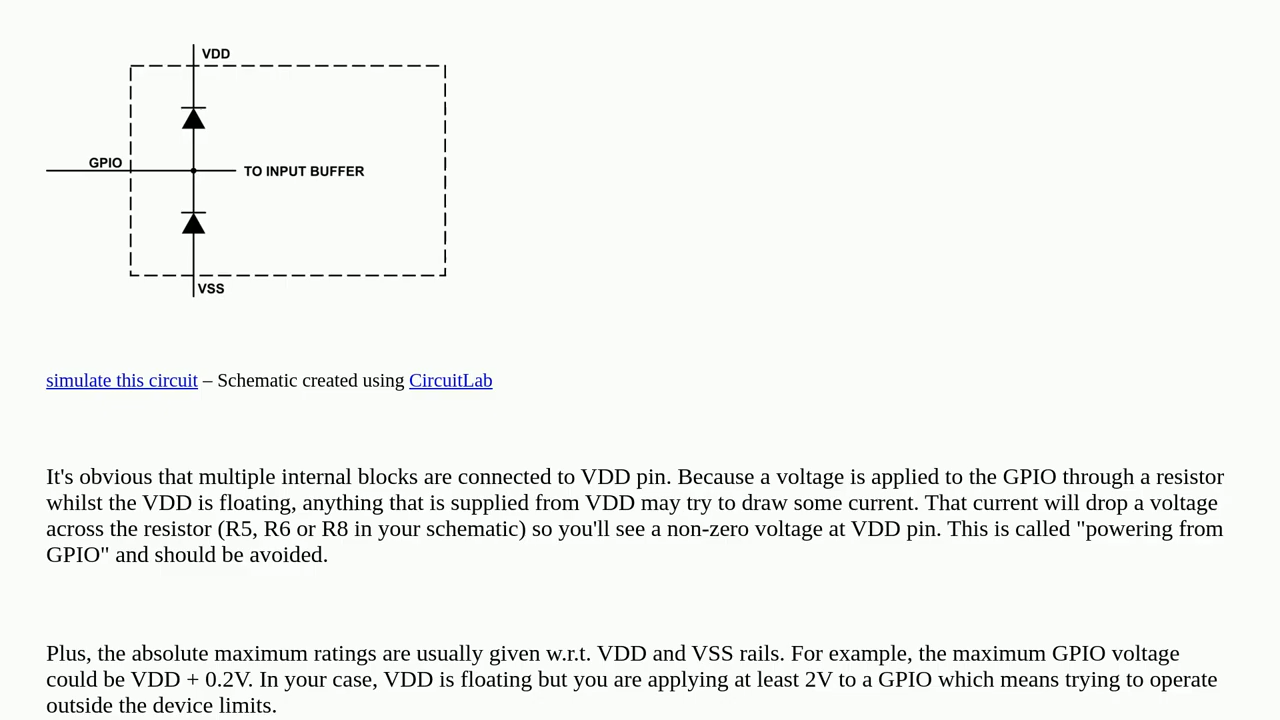 VDD
GPIO
TO INPUT BUFFER
VSS
simulate this circuit – Schematic created using CircuitLab
It's obvious that multiple internal blocks are connected to VDD pin. Because a voltage is applied to the GPIO through a resistor
whilst the VDD is floating, anything that is supplied from VDD may try to draw some current. That current will drop a voltage
across the resistor (R5, R6 or R8 in your schematic) so you'll see a non-zero voltage at VDD pin. This is called "powering from
GPIO" and should be avoided.
Plus, the absolute maximum ratings are usually given w.r.t. VDD and VSS rails. For example, the maximum GPIO voltage
could be VDD + 0.2V. In your case, VDD is floating but you are applying at least 2V to a GPIO which means trying to operate
outside the device limits.